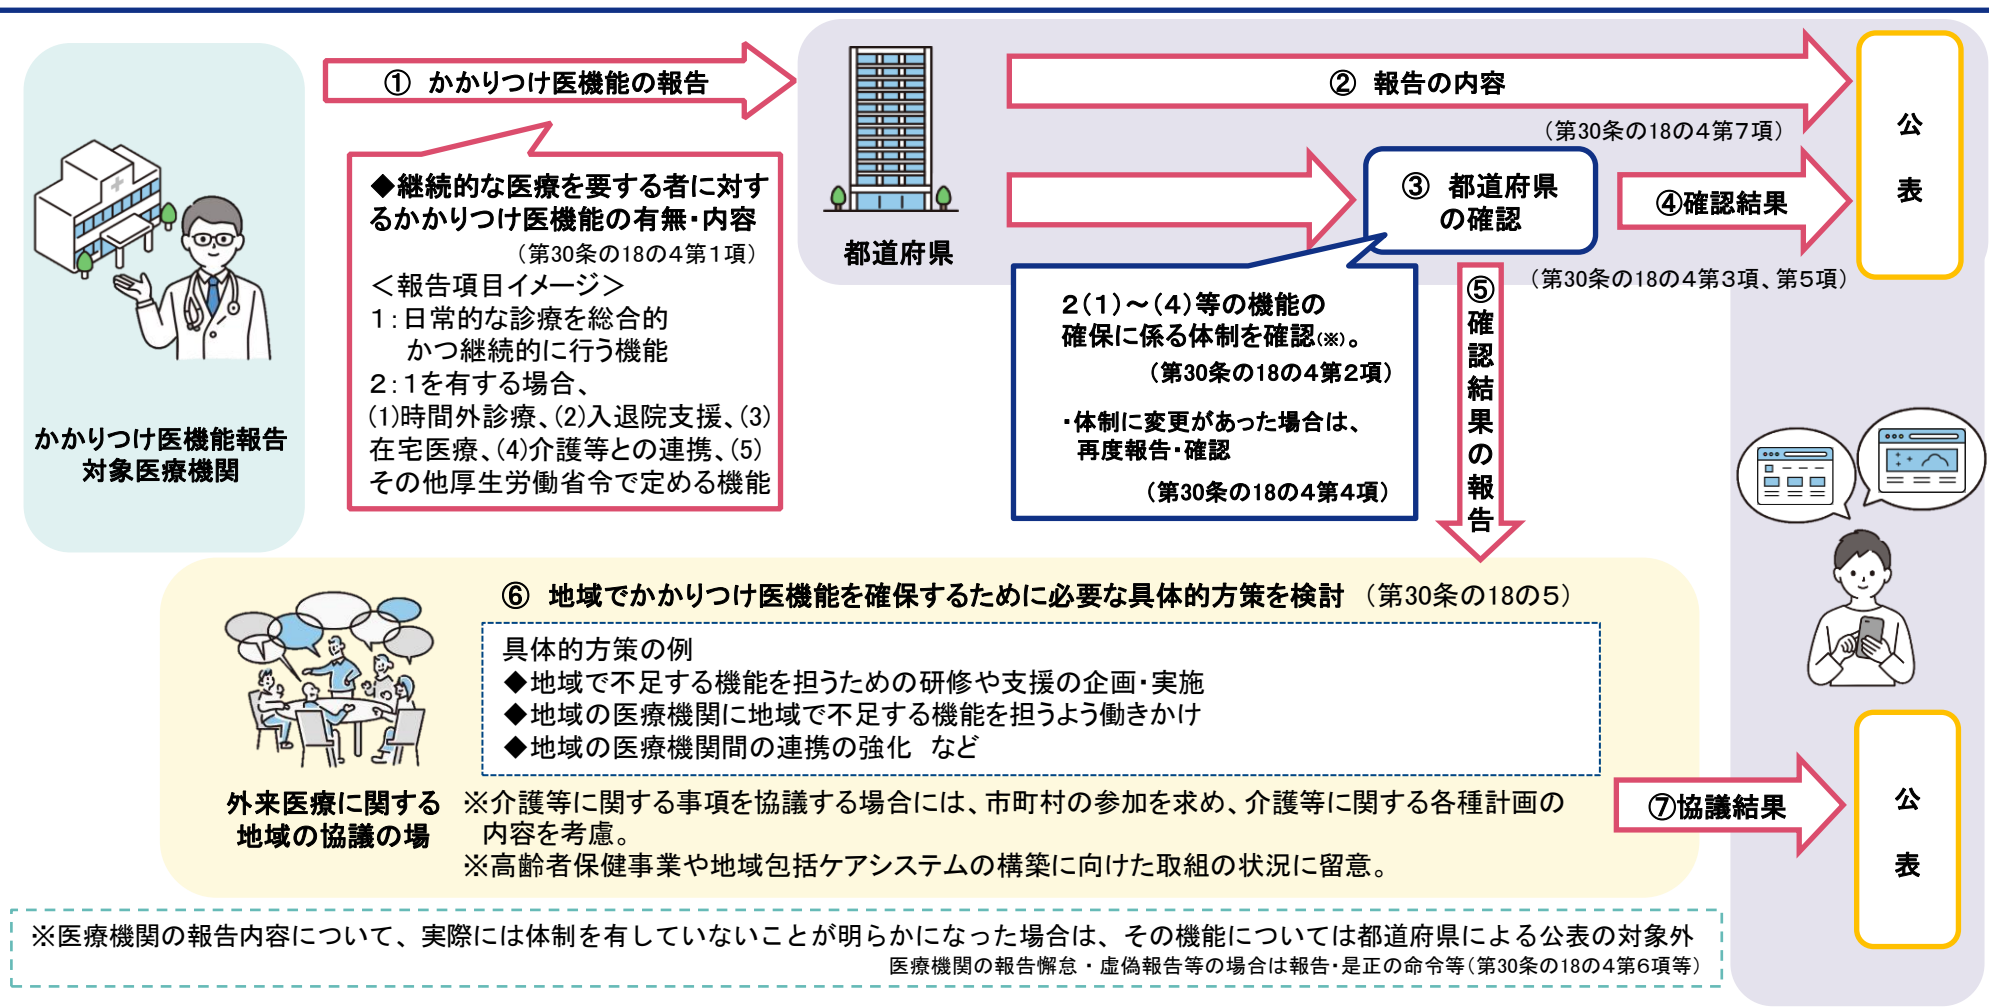 ① かかりつけ医機能の報告
② 報告の内容
（第30条の18の４第７項）
公
表
かかりつけ医機能報告
対象医療機関
◆継続的な医療を要する者に対す
るかかりつけ医機能の有無・内容
（第30条の18の４第１項）
＜報告項目イメージ＞
１：日常的な診療を総合的
かつ継続的に行う機能
２：１を有する場合、
(1)時間外診療、(2)入退院支援、(3)
在宅医療、(4)介護等との連携、(5)
その他厚生労働省令で定める機能
都道府県
③ 都道府県
の確認
④確認結果
（第30条の18の４第３項、第５項）
２(１)～(４)等の機能の
確保に係る体制を確認(※)。
（第30条の18の４第２項）
・体制に変更があった場合は、
再度報告・確認
（第30条の18の４第４項）
⑤確認結果の報告
⑥ 地域でかかりつけ医機能を確保するために必要な具体的方策を検討 （第30条の18の５）
具体的方策の例
◆地域で不足する機能を担うための研修や支援の企画・実施
◆地域の医療機関に地域で不足する機能を担うよう働きかけ
◆地域の医療機関間の連携の強化 など
外来医療に関する
地域の協議の場
※介護等に関する事項を協議する場合には、市町村の参加を求め、介護等に関する各種計画の
内容を考慮。
※高齢者保健事業や地域包括ケアシステムの構築に向けた取組の状況に留意。
⑦協議結果
公
表
※医療機関の報告内容について、実際には体制を有していないことが明らかになった場合は、その機能については都道府県による公表の対象外
医療機関の報告懈怠・虚偽報告等の場合は報告・是正の命令等(第30条の18の４第６項等)